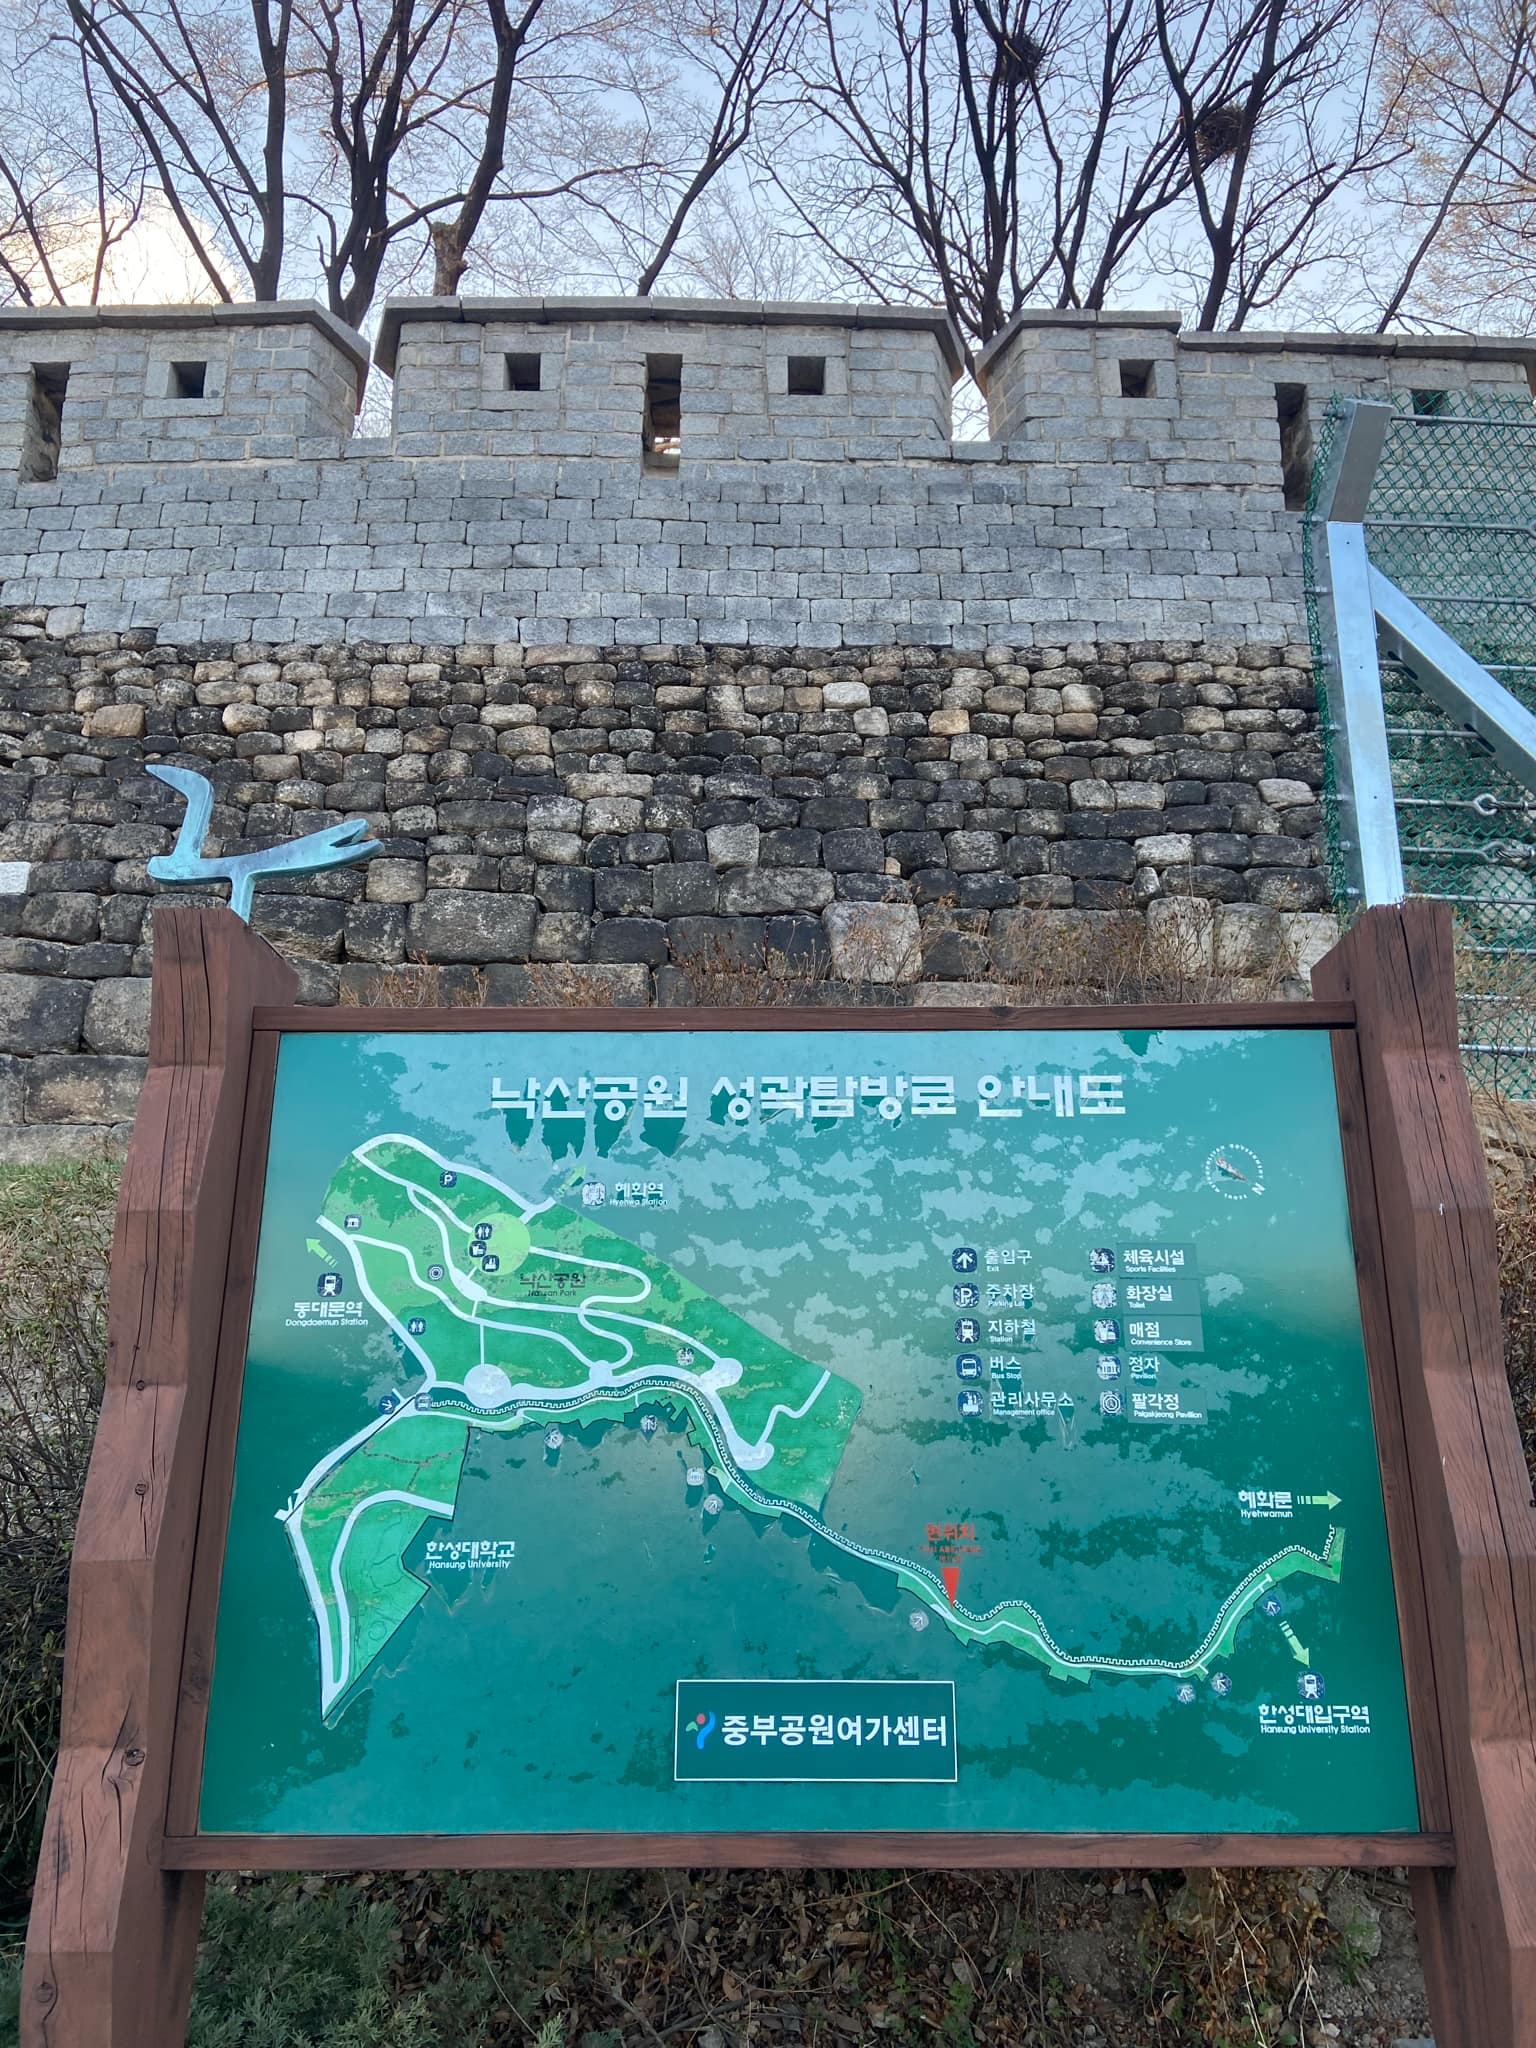 낙산공원 성곽탐방로 안내도
혜화역
Hyehwa Station
동대문역
Dongdaemun Station
낙산공원
Naksan Park
출입구
Exit
주차장
Parking Lot
지하철
Station
버스
Bus Stop
관리사무소
Management office
체육시설
Sports Facilities
화장실
Toilet
매점
Convenience Store
정자
Pavilion
팔각정
Palgakjeong Pavillion
혜화문
Hyehwamun
한성대학교
Hansung University
현위치
한성대입구역
Hansung University Station
중부공원여가센터